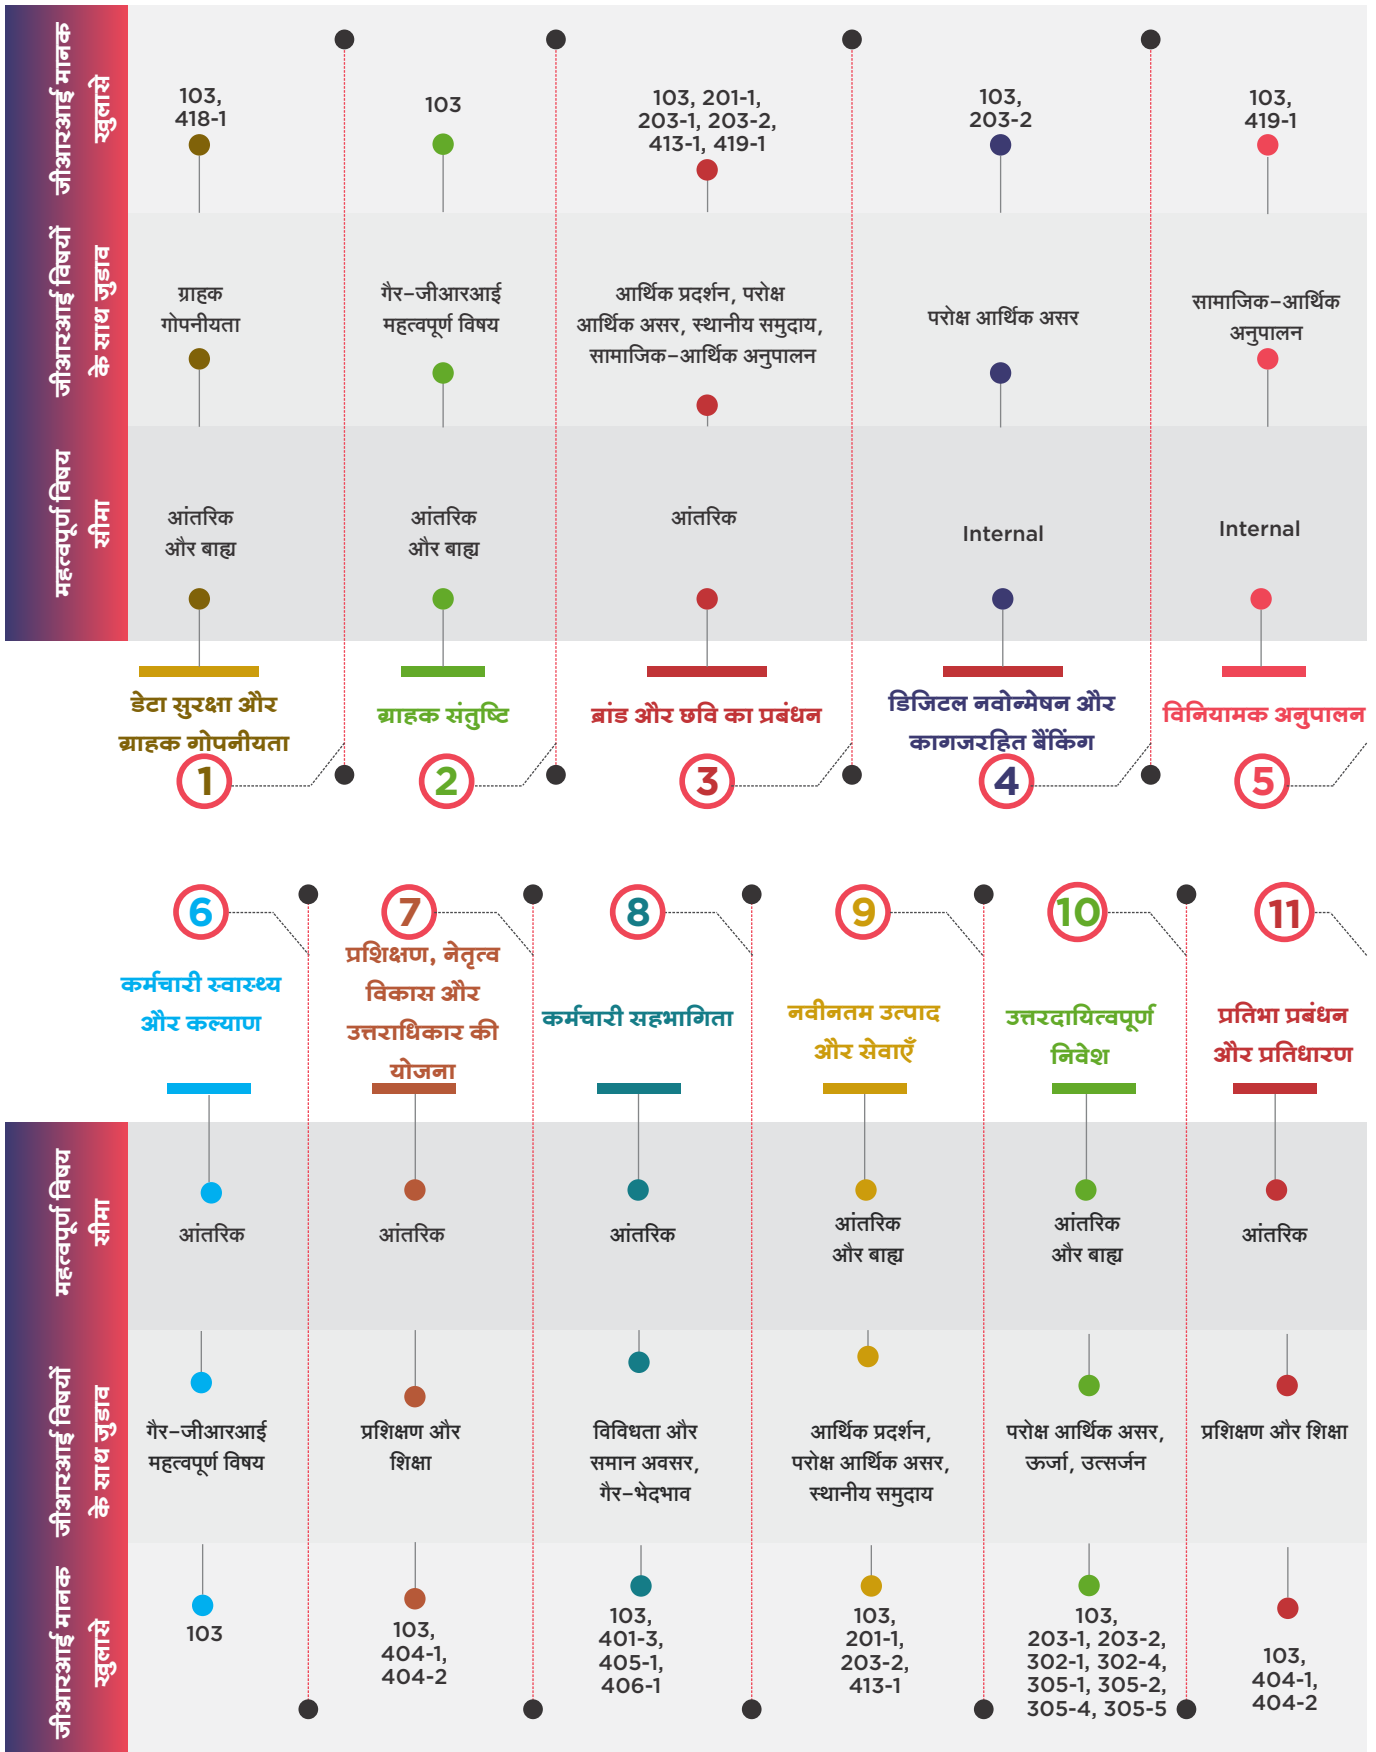 जीआरआई मानक
खुलासे
103,
418-1
103
103, 201-1,
203-1, 203-2,
413-1, 419-1
103,
203-2
103,
419-1
जीआरआई विषयों
के साथ जुडाव
ग्राहक
गोपनीयता
गैर-जीआरआई
महत्वपूर्ण विषय
आर्थिक प्रदर्शन, परोक्ष
आर्थिक असर, स्थानीय समुदाय,
सामाजिक-आर्थिक अनुपालन
परोक्ष आर्थिक असर
सामाजिक-आर्थिक
अनुपालन
महत्वपूर्ण विषय
सीमा
आंतरिक
और बाह्य
आंतरिक
और बाह्य
आंतरिक
Internal
Internal
डेटा सुरक्षा और
ग्राहक गोपनीयता
1
ग्राहक संतुष्टि
2
ब्रांड और छवि का प्रबंधन
3
डिजिटल नवोन्मेषन और
कागजरहित बैंकिंग
4
विनियामक अनुपालन
5
6
कर्मचारी स्वास्थ्य
और कल्याण
7
प्रशिक्षण, नेतृत्व
विकास और
उत्तराधिकार की
योजना
8
कर्मचारी सहभागिता
9
नवीनतम उत्पाद
और सेवाएँ
10
उत्तरदायित्वपूर्ण
निवेश
11
प्रतिभा प्रबंधन
और प्रतिधारण
महत्वपूर्ण विषय
सीमा
आंतरिक
आंतरिक
आंतरिक
आंतरिक
और बाह्य
आंतरिक
और बाह्य
आंतरिक
जीआरआई विषयों
के साथ जुडाव
गैर-जीआरआई
महत्वपूर्ण विषय
प्रशिक्षण और
शिक्षा
विविधता और
समान अवसर,
गैर-भेदभाव
आर्थिक प्रदर्शन,
परोक्ष आर्थिक असर,
स्थानीय समुदाय
परोक्ष आर्थिक असर,
ऊर्जा, उत्सर्जन
प्रशिक्षण और शिक्षा
जीआरआई मानक
खुलासे
103
103,
404-1,
404-2
103,
401-3,
405-1,
406-1
103,
201-1,
203-2,
413-1
103,
203-1, 203-2,
302-1, 302-4,
305-1, 305-2,
305-4, 305-5
103,
404-1,
404-2